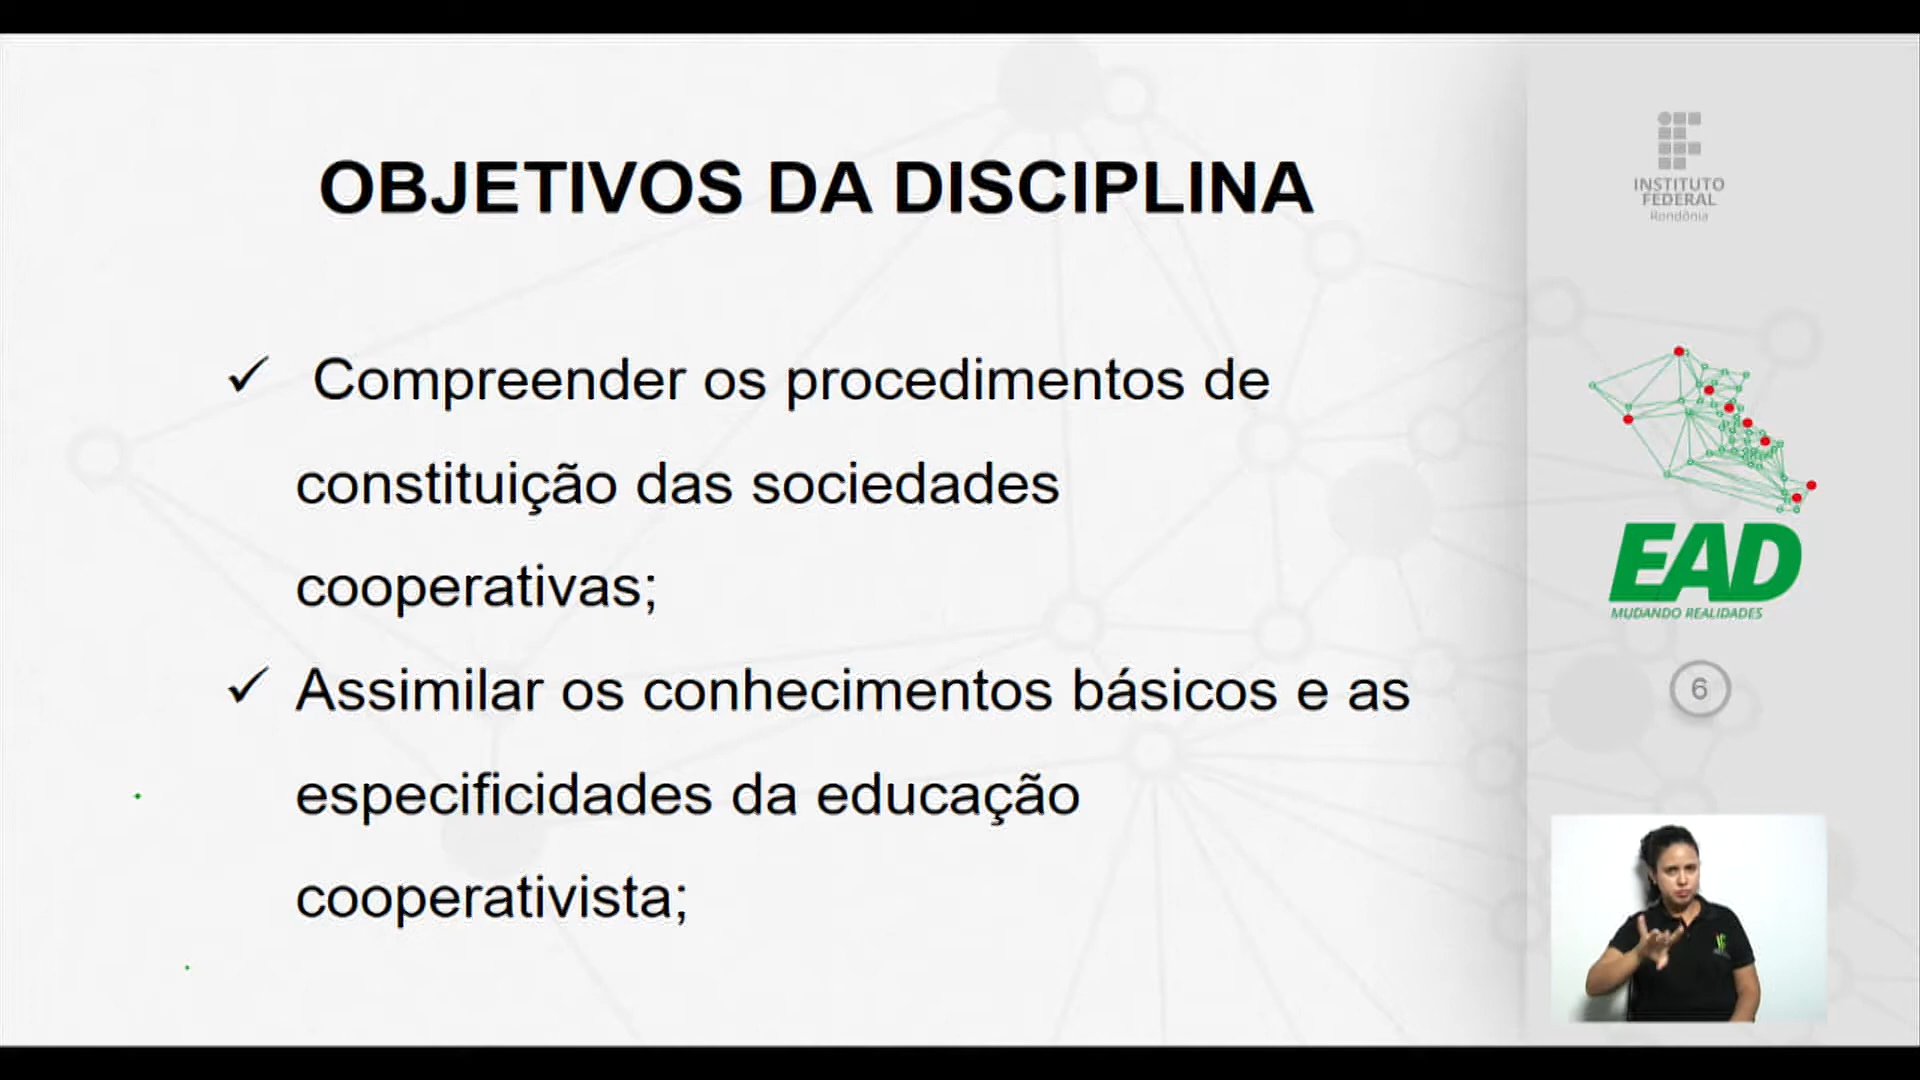 OBJETIVOS DA DISCIPLINA
✓ Compreender os procedimentos de
constituição das sociedades
cooperativas;
✓ Assimilar os conhecimentos básicos e as
especificidades da educação
cooperativista;
INSTITUTO
FEDERAL
Rondônia
EAD
MUDANDO REALIDADES
6